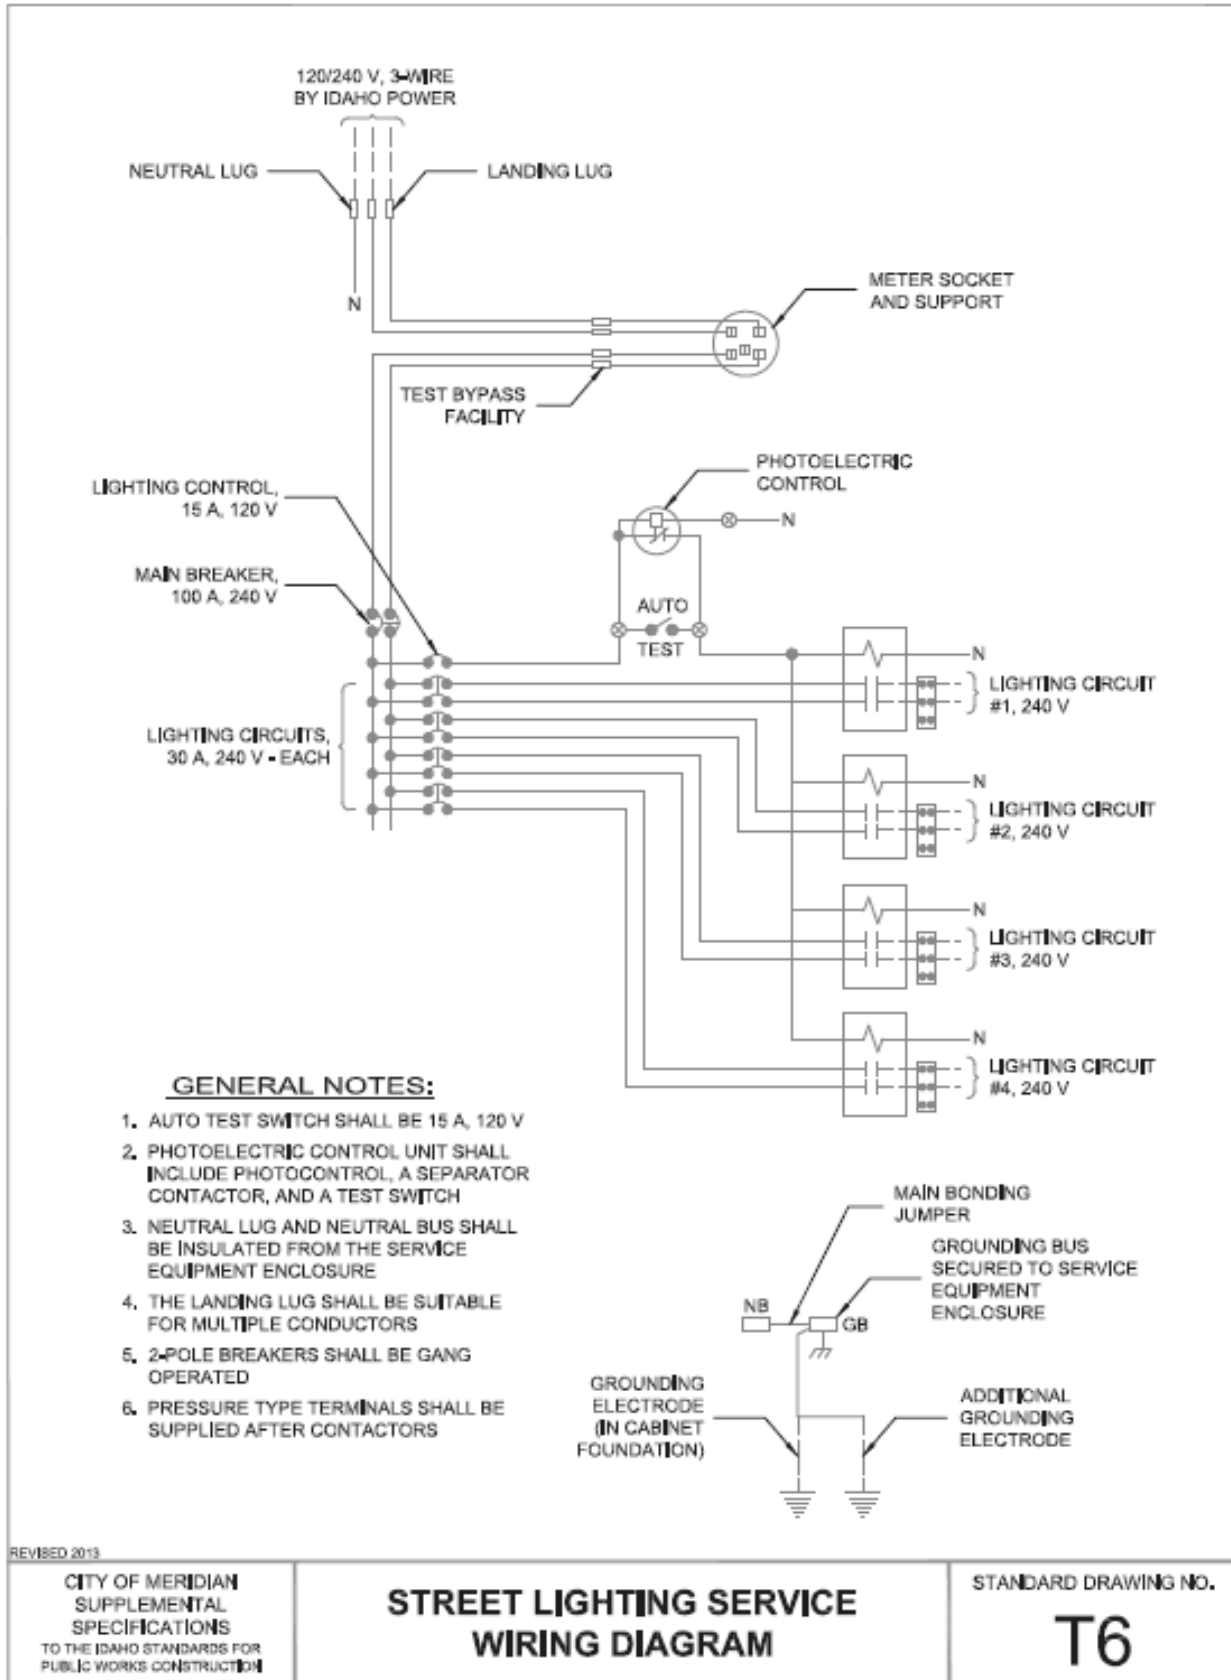 120/240 V, 3-WIRE
BY IDAHO POWER
NEUTRAL LUG
LANDING LUG
N
METER SOCKET
AND SUPPORT
TEST BYPASS
FACILITY
LIGHTING CONTROL,
15 A, 120 V
PHOTOELECTRIC
CONTROL
N
MAIN BREAKER,
100 A, 240 V
AUTO
TEST
N
LIGHTING CIRCUIT
#1, 240 V
LIGHTING CIRCUITS,
30 A, 240 V - EACH
N
LIGHTING CIRCUIT
#2, 240 V
N
LIGHTING CIRCUIT
#3, 240 V
N
LIGHTING CIRCUIT
#4, 240 V
GENERAL NOTES:
1. AUTO TEST SWITCH SHALL BE 15 A, 120 V
2. PHOTOELECTRIC CONTROL UNIT SHALL
INCLUDE PHOTOCONTROL, A SEPARATOR
CONTACTOR, AND A TEST SWITCH
3. NEUTRAL LUG AND NEUTRAL BUS SHALL
BE INSULATED FROM THE SERVICE
EQUIPMENT ENCLOSURE
4. THE LANDING LUG SHALL BE SUITABLE
FOR MULTIPLE CONDUCTORS
5. 2-POLE BREAKERS SHALL BE GANG
OPERATED
6. PRESSURE TYPE TERMINALS SHALL BE
SUPPLIED AFTER CONTACTORS
MAIN BONDING
JUMPER
GROUNDING BUS
SECURED TO SERVICE
EQUIPMENT
ENCLOSURE
NB
GB
GROUNDING
ELECTRODE
(IN CABINET
FOUNDATION)
ADDITIONAL
GROUNDING
ELECTRODE
REVISED 2013
CITY OF MERIDIAN
SUPPLEMENTAL
SPECIFICATIONS
TO THE IDAHO STANDARDS FOR
PUBLIC WORKS CONSTRUCTION
STREET LIGHTING SERVICE
WIRING DIAGRAM
STANDARD DRAWING NO.
T6